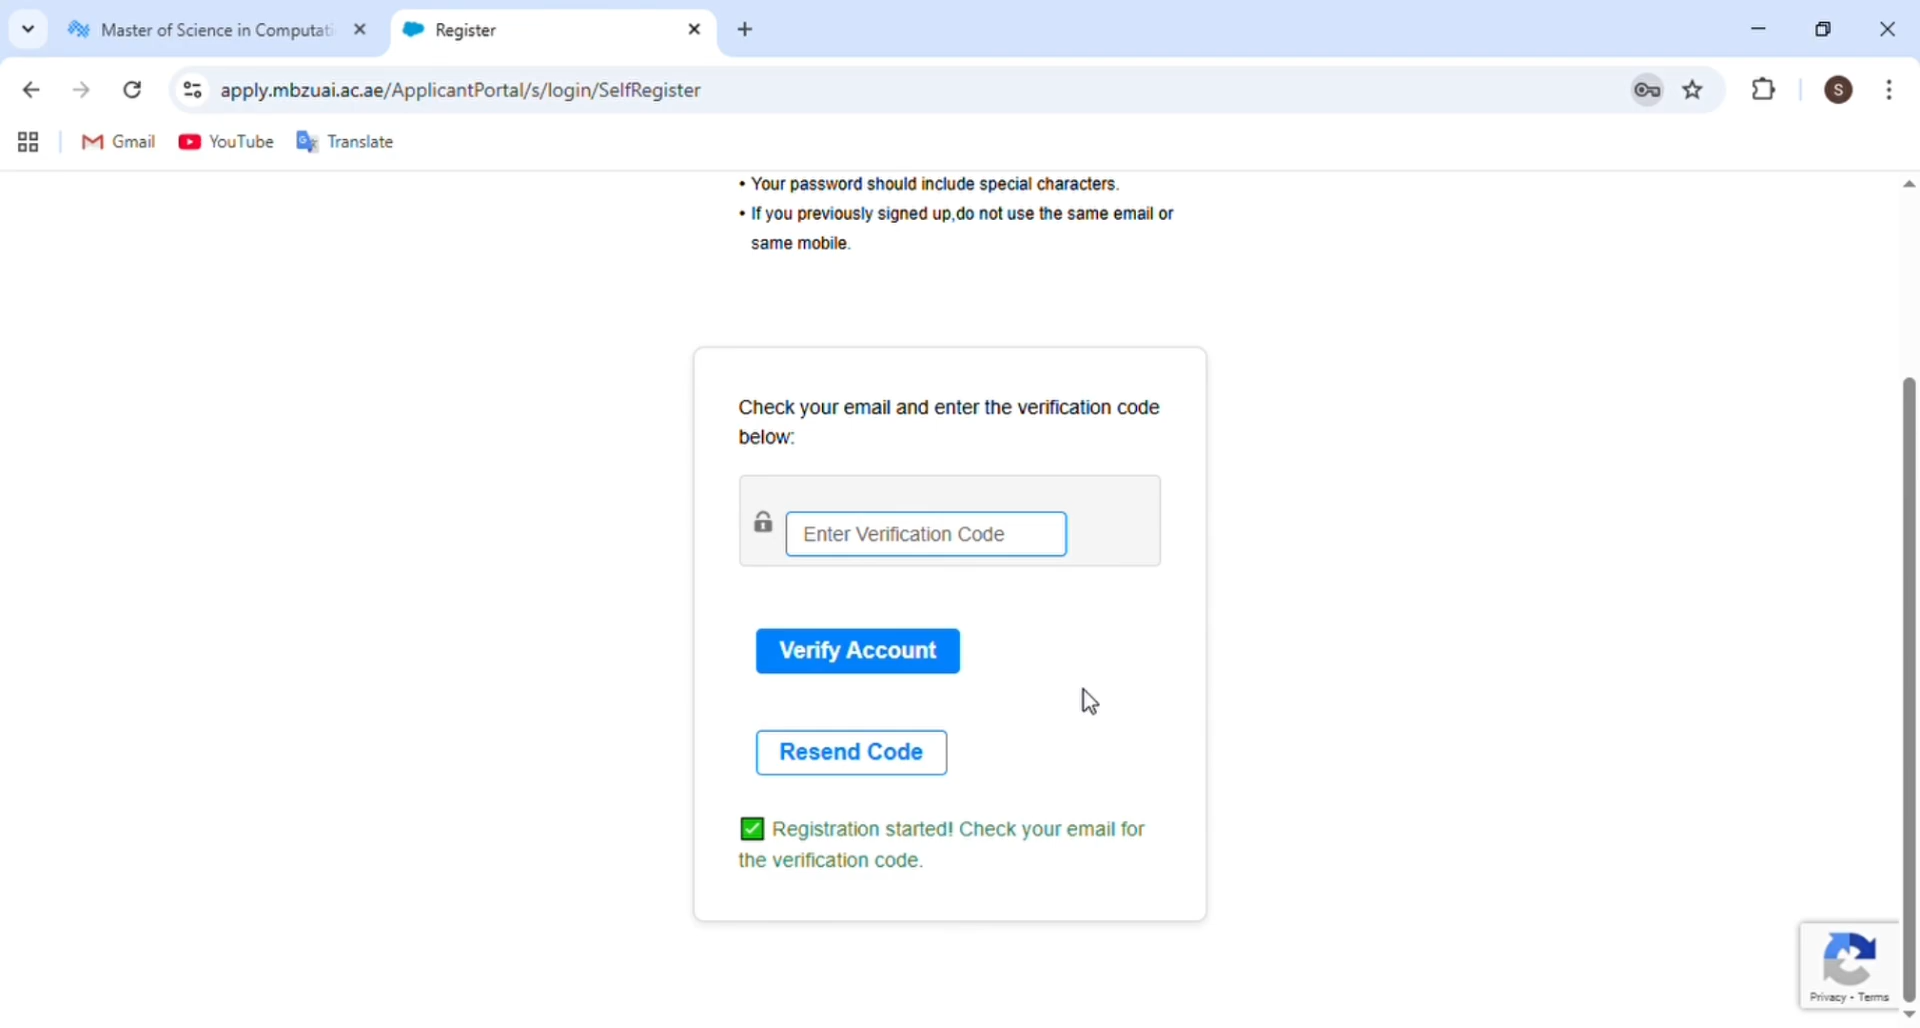 Master of Science in Computati
Register
apply.mbzuai.ac.ae/ApplicantPortal/s/login/SelfRegister
S
Gmail
YouTube
Translate
• Your password should include special characters.
• If you previously signed up,do not use the same email or
same mobile.
Check your email and enter the verification code
below:
Enter Verification Code
Verify Account
Resend Code
Registration started! Check your email for
the verification code.
Privacy - Terms